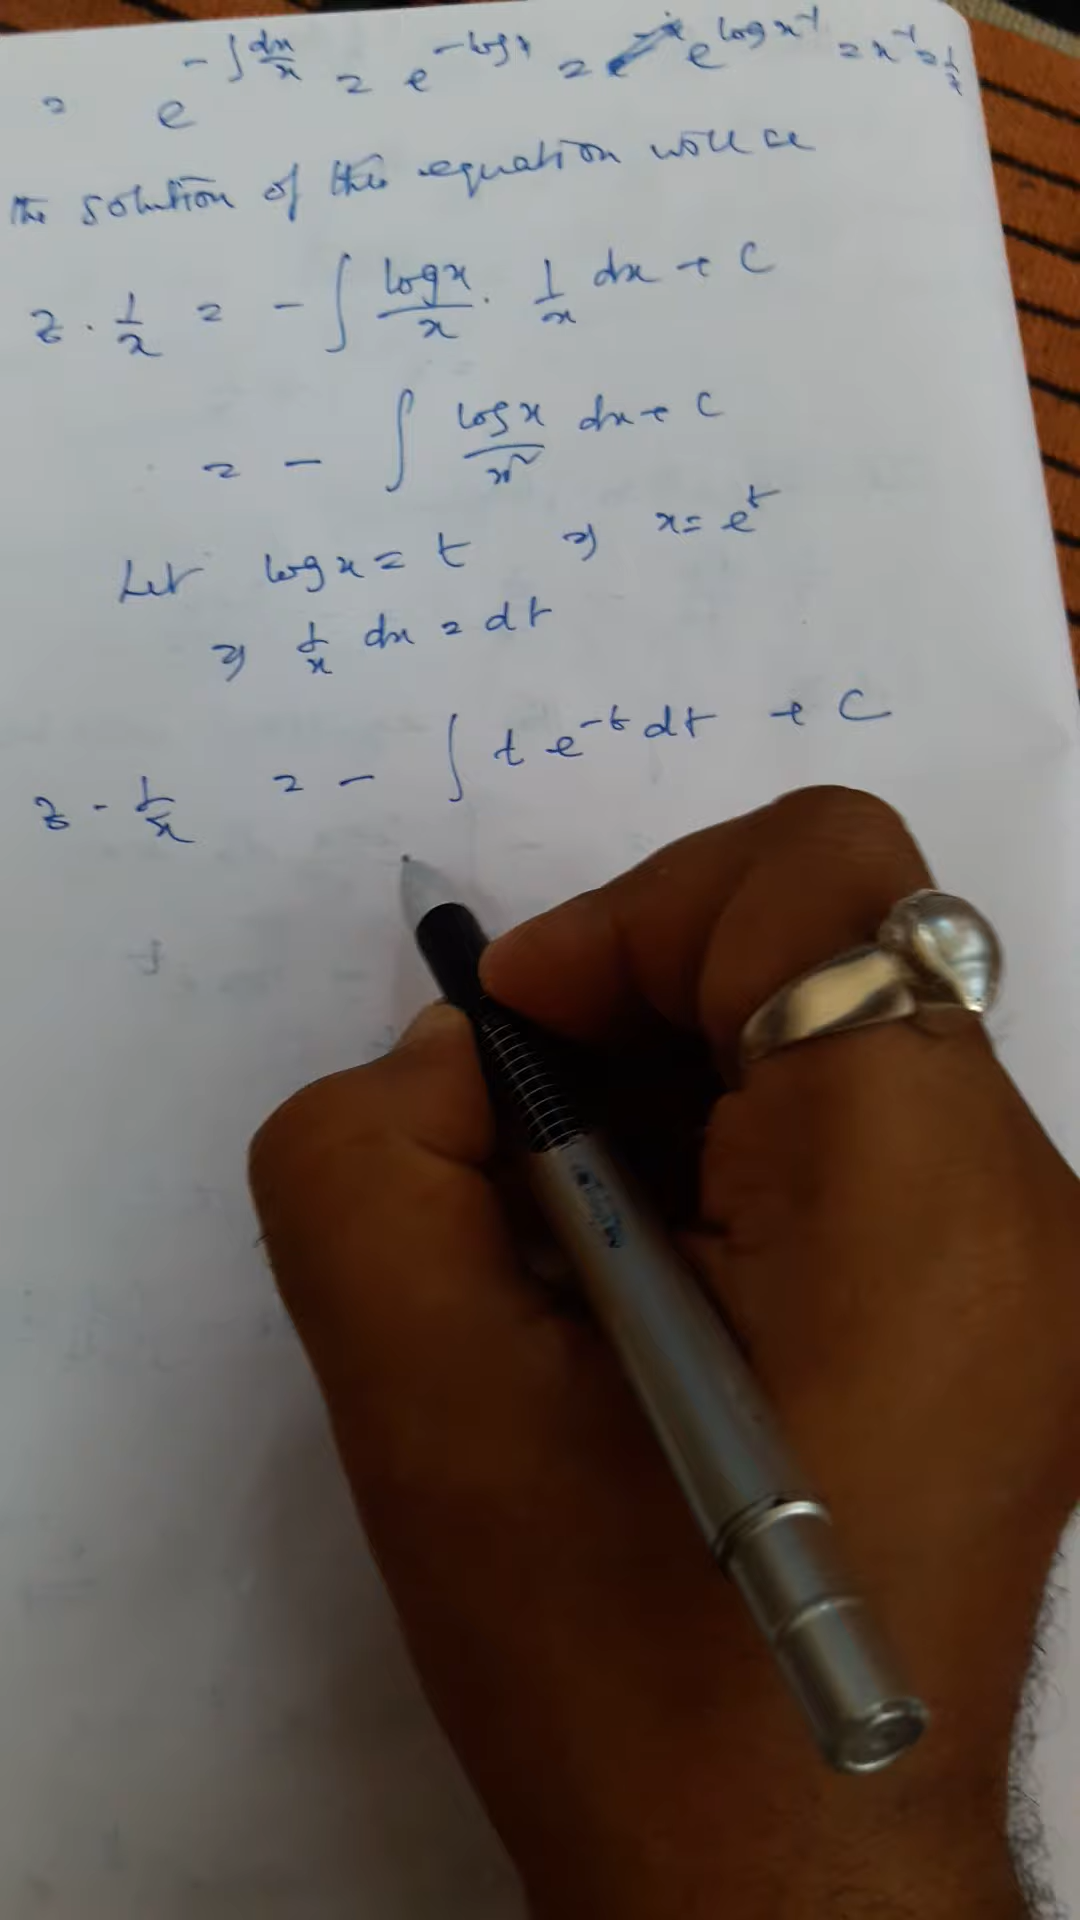 = e^{-∫ dx/x} = e^{-log x} = e^{log x^{-1}} = x^{-1} = 1/x
the solution of this equation will be
z · 1/x = - ∫ log x / x · 1/x dx + C
= - ∫ log x / x² dx + C
Let log x = t ⇒ x = e^t
⇒ 1/x dx = dt
z · 1/x = - ∫ t e^{-t} dt + C